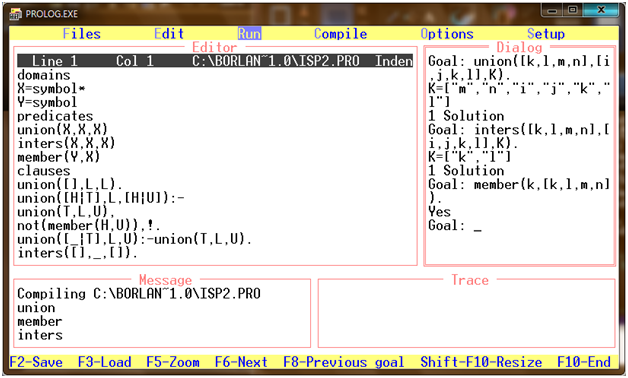 PROLOG.EXE
Files Edit Run Compile Options Setup
Editor
Line 1 Col 1 C:\BORLAN~1.0\ISP2.PRO Inden
domains
X=symbol*
Y=symbol
predicates
union(X,X,X)
inters(X,X,X)
member(Y,X)
clauses
union([],L,L).
union([H¦T],L,[H¦U]):-
union(T,L,U),
not(member(H,U)),!.
union([_¦T],L,U):-union(T,L,U).
inters([],_,[]).
Dialog
Goal: union([k,l,m,n],[i
,j,k,l],K).
K=["m","n","i","j","k","
l"]
1 Solution
Goal: inters([k,l,m,n],[
i,j,k,l],K).
K=["k","l"]
1 Solution
Goal: member(k,[k,l,m,n]
).
Yes
Goal: _
Message
Compiling C:\BORLAN~1.0\ISP2.PRO
union
member
inters
Trace
F2-Save F3-Load F5-Zoom F6-Next F8-Previous goal Shift-F10-Resize F10-End